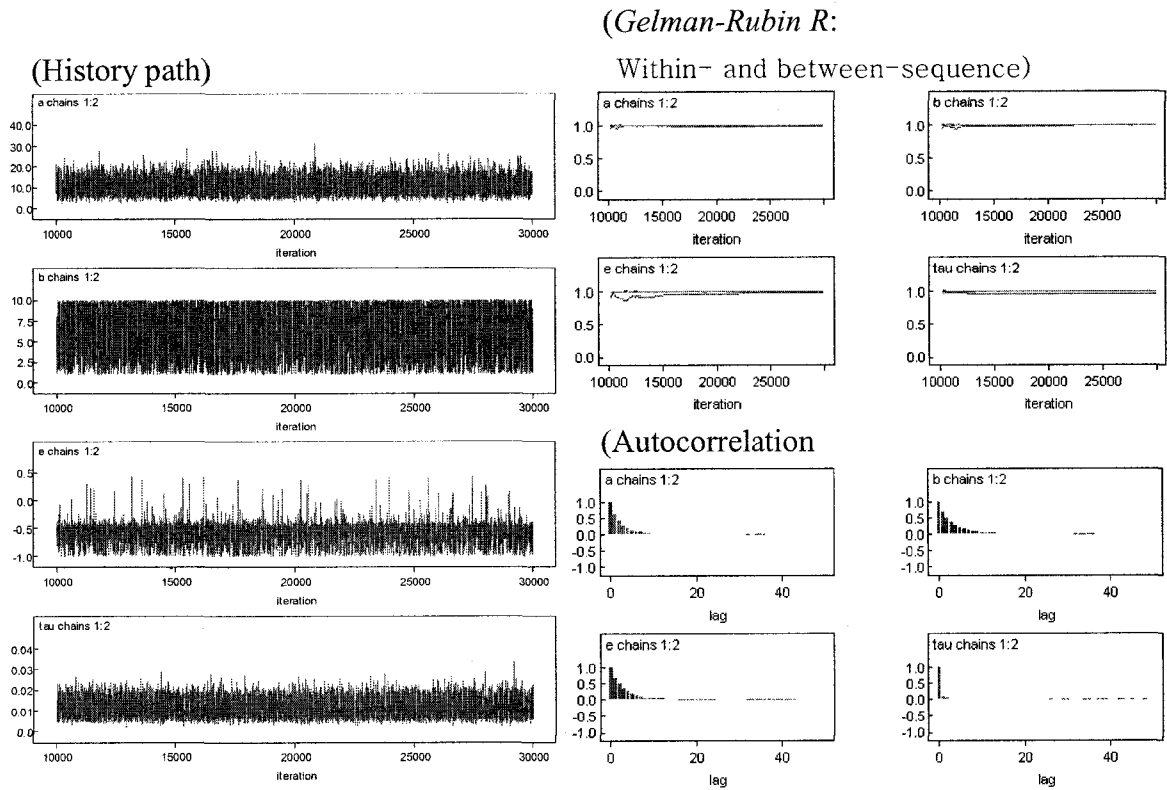 (History path)
a chains 1:2
40.0
30.0
20.0
10.0
0.0
10000 15000 20000 25000 30000
iteration
b chains 1:2
10.0
7.5
5.0
2.5
0.0
10000 15000 20000 25000 30000
iteration
e chains 1:2
0.5
0.0
-0.5
-1.0
10000 15000 20000 25000 30000
iteration
tau chains 1:2
0.04
0.03
0.02
0.01
0.0
10000 15000 20000 25000 30000
iteration
(Gelman-Rubin R:
Within- and between-sequence)
a chains 1:2
1.0
0.5
0.0
10000 15000 20000 25000
iteration
b chains 1:2
1.0
0.5
0.0
10000 15000 20000 25000
iteration
e chains 1:2
1.0
0.5
0.0
10000 15000 20000 25000
iteration
tau chains 1:2
1.0
0.5
0.0
10000 15000 20000 25000
iteration
(Autocorrelation
a chains 1:2
1.0
0.5
0.0
-0.5
-1.0
0 20 40
lag
b chains 1:2
1.0
0.5
0.0
-0.5
-1.0
0 20 40
lag
e chains 1:2
1.0
0.5
0.0
-0.5
-1.0
0 20 40
lag
tau chains 1:2
1.0
0.5
0.0
-0.5
-1.0
0 20 40
lag